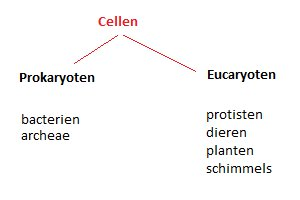 Cellen
Prokaryoten
Eucaryoten
bacterien
archeae
protisten
dieren
planten
schimmels